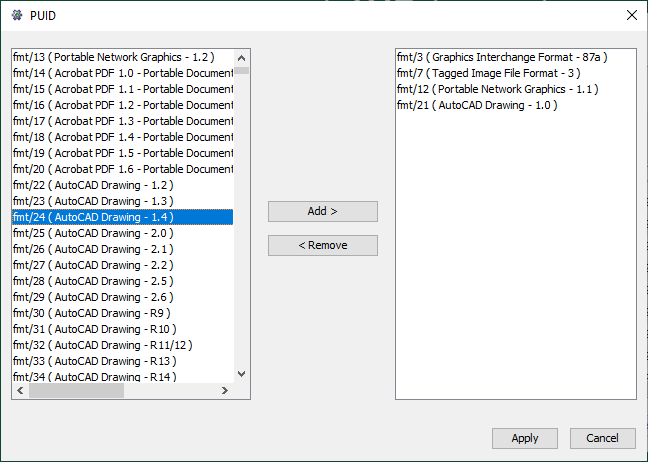 PUID
fmt/13 ( Portable Network Graphics - 1.2 )
fmt/14 ( Acrobat PDF 1.0 - Portable Document
fmt/15 ( Acrobat PDF 1.1 - Portable Document
fmt/16 ( Acrobat PDF 1.2 - Portable Document
fmt/17 ( Acrobat PDF 1.3 - Portable Document
fmt/18 ( Acrobat PDF 1.4 - Portable Document
fmt/19 ( Acrobat PDF 1.5 - Portable Document
fmt/20 ( Acrobat PDF 1.6 - Portable Document
fmt/22 ( AutoCAD Drawing - 1.2 )
fmt/23 ( AutoCAD Drawing - 1.3 )
fmt/24 ( AutoCAD Drawing - 1.4 )
fmt/25 ( AutoCAD Drawing - 2.0 )
fmt/26 ( AutoCAD Drawing - 2.1 )
fmt/27 ( AutoCAD Drawing - 2.2 )
fmt/28 ( AutoCAD Drawing - 2.5 )
fmt/29 ( AutoCAD Drawing - 2.6 )
fmt/30 ( AutoCAD Drawing - R9 )
fmt/31 ( AutoCAD Drawing - R10 )
fmt/32 ( AutoCAD Drawing - R11/12 )
fmt/33 ( AutoCAD Drawing - R13 )
fmt/34 ( AutoCAD Drawing - R14 )
Add >
< Remove
fmt/3 ( Graphics Interchange Format - 87a )
fmt/7 ( Tagged Image File Format - 3 )
fmt/12 ( Portable Network Graphics - 1.1 )
fmt/21 ( AutoCAD Drawing - 1.0 )
Apply
Cancel